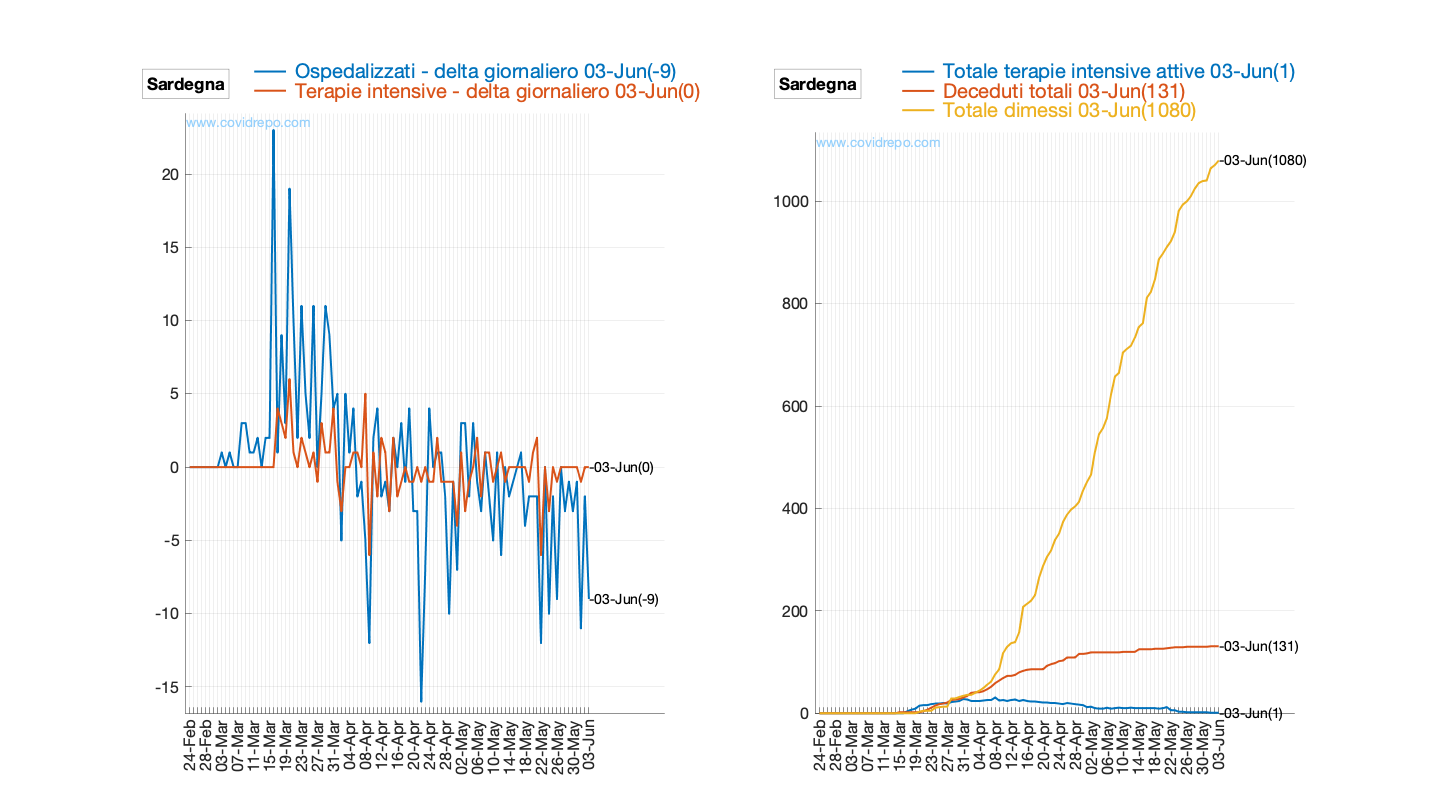 Sardegna
Ospedalizzati - delta giornaliero 03-Jun(-9)
Terapie intensive - delta giornaliero 03-Jun(0)
www.covidrepo.com
20
15
10
5
0
-5
-10
-15
-03-Jun(0)
-03-Jun(-9)
24-Feb
28-Feb
03-Mar
07-Mar
11-Mar
15-Mar
19-Mar
23-Mar
27-Mar
31-Mar
04-Apr
08-Apr
12-Apr
16-Apr
20-Apr
24-Apr
28-Apr
02-May
06-May
10-May
14-May
18-May
22-May
26-May
30-May
03-Jun
Sardegna
Totale terapie intensive attive 03-Jun(1)
Deceduti totali 03-Jun(131)
Totale dimessi 03-Jun(1080)
www.covidrepo.com
1000
800
600
400
200
0
-03-Jun(1080)
-03-Jun(131)
-03-Jun(1)
24-Feb
28-Feb
03-Mar
07-Mar
11-Mar
15-Mar
19-Mar
23-Mar
27-Mar
31-Mar
04-Apr
08-Apr
12-Apr
16-Apr
20-Apr
24-Apr
28-Apr
02-May
06-May
10-May
14-May
18-May
22-May
26-May
30-May
03-Jun